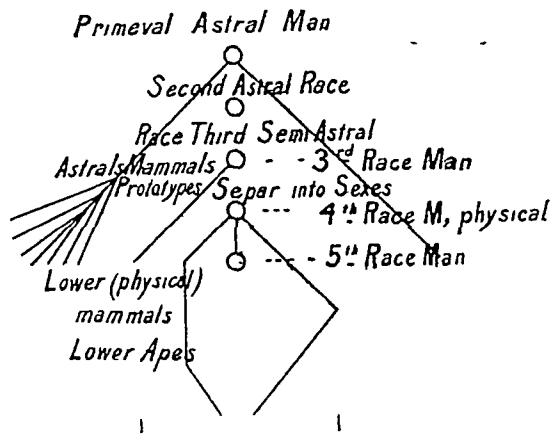 Primeval Astral Man
Second Astral Race
Race Third Semi Astral
Astrals Mammals - - - 3rd Race Man
Prototypes Separ into Sexes
--- 4th Race M, physical
--- 5th Race Man
Lower (physical)
mammals
Lower Apes